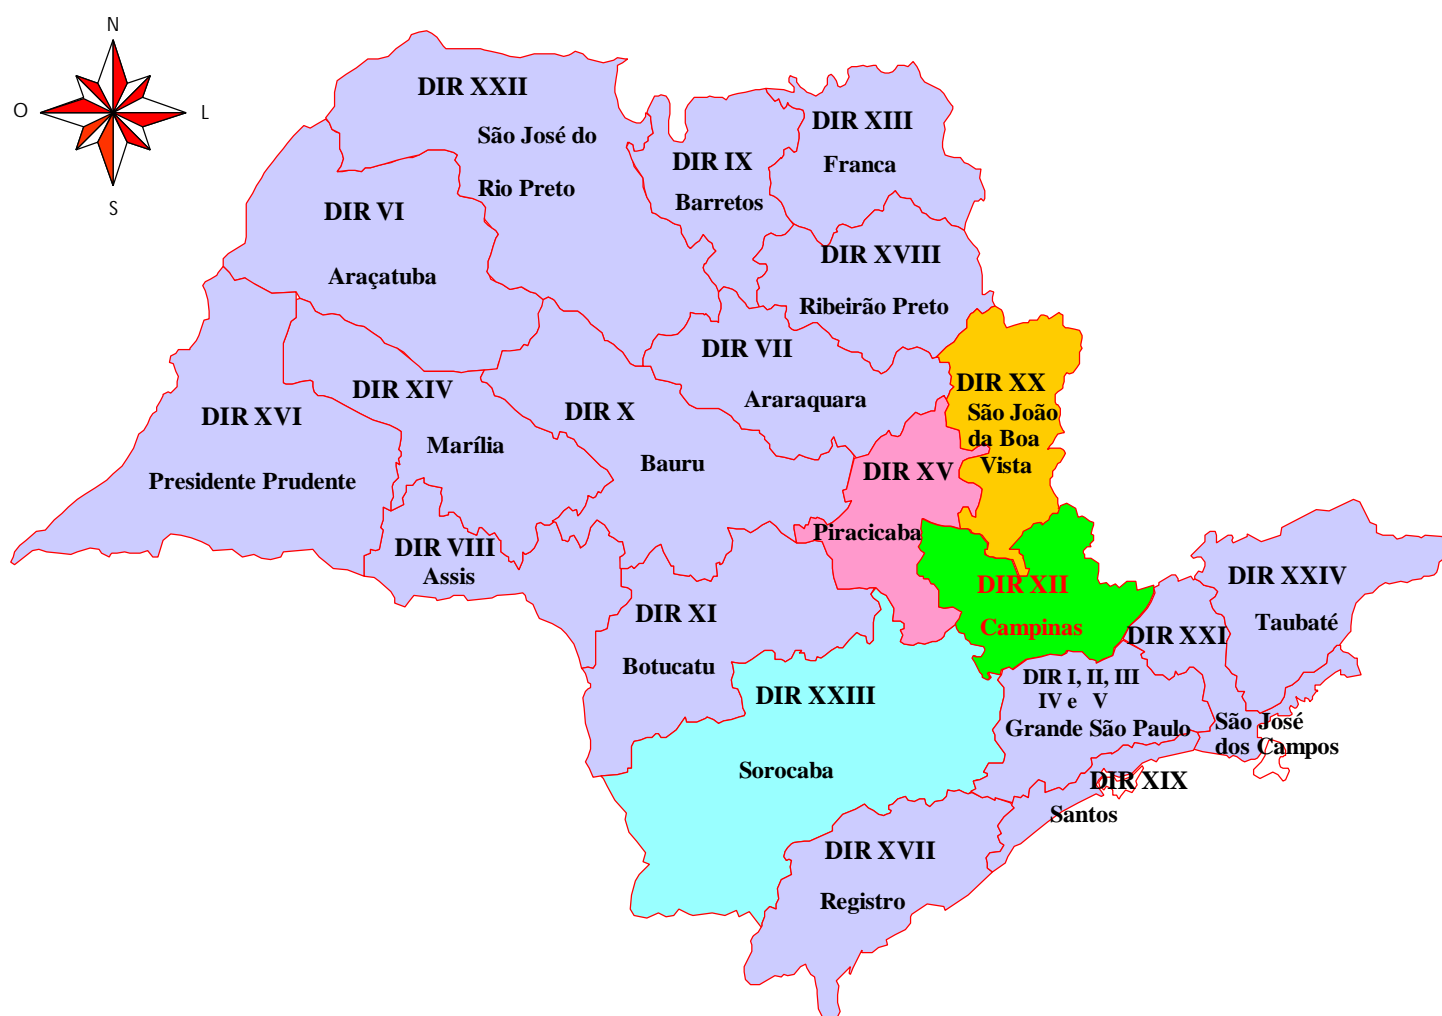 N
O
L
S
DIR XXII
São José do
Rio Preto
DIR XIII
Franca
DIR IX
Barretos
DIR VI
Araçatuba
DIR XVIII
Ribeirão Preto
DIR VII
Araraquara
DIR XX
São João
da Boa
Vista
DIR XIV
Marília
DIR X
Bauru
DIR XVI
Presidente Prudente
DIR XV
Piracicaba
DIR VIII
Assis
DIR XII
Campinas
DIR XXIV
Taubaté
DIR XI
Botucatu
DIR XXI
São José
dos Campos
DIR I, II, III
IV e V
Grande São Paulo
DIR XXIII
Sorocaba
DIR XIX
Santos
DIR XVII
Registro